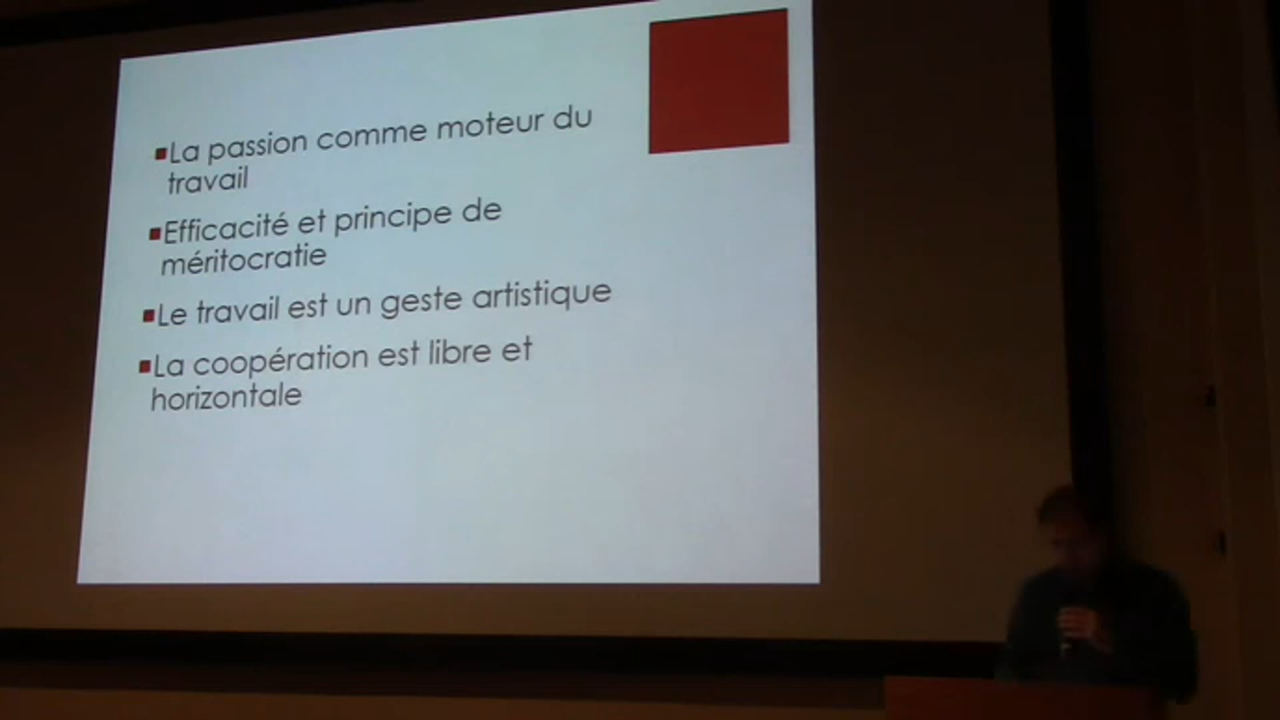 La passion comme moteur du
travail
Efficacité et principe de
méritocratie
Le travail est un geste artistique
La coopération est libre et
horizontale